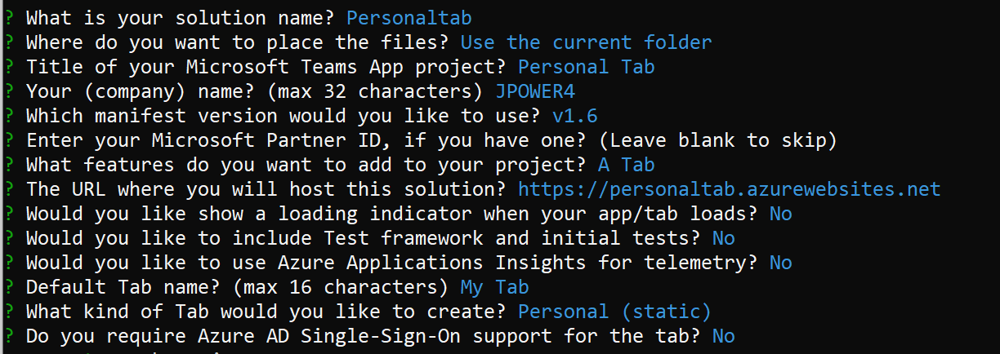 ? What is your solution name? Personaltab
? Where do you want to place the files? Use the current folder
? Title of your Microsoft Teams App project? Personal Tab
? Your (company) name? (max 32 characters) JPOWER4
? Which manifest version would you like to use? v1.6
? Enter your Microsoft Partner ID, if you have one? (Leave blank to skip)
? What features do you want to add to your project? A Tab
? The URL where you will host this solution? https://personaltab.azurewebsites.net
? Would you like show a loading indicator when your app/tab loads? No
? Would you like to include Test framework and initial tests? No
? Would you like to use Azure Applications Insights for telemetry? No
? Default Tab name? (max 16 characters) My Tab
? What kind of Tab would you like to create? Personal (static)
? Do you require Azure AD Single-Sign-On support for the tab? No